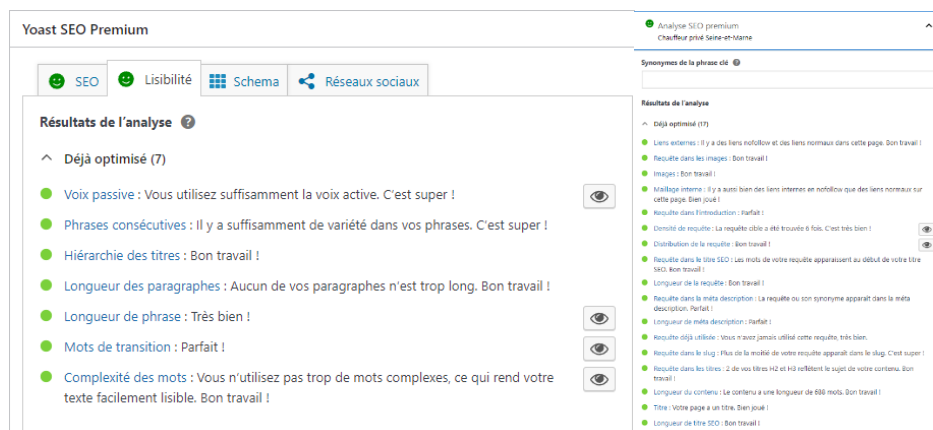 Yoast SEO Premium
SEO
Lisibilité
Schema
Réseaux sociaux
Résultats de l'analyse
Déjà optimisé (7)
Voix passive : Vous utilisez suffisamment la voix active. C'est super !
Phrases consécutives : Il y a suffisamment de variété dans vos phrases. C'est super !
Hiérarchie des titres : Bon travail !
Longueur des paragraphes : Aucun de vos paragraphes n'est trop long. Bon travail !
Longueur de phrase : Très bien !
Mots de transition : Parfait !
Complexité des mots : Vous n'utilisez pas trop de mots complexes, ce qui rend votre
texte facilement lisible. Bon travail !
Analyse SEO premium
Chauffeur privé Seine-et-Marne
Synonymes de la phrase clé
Résultats de l'analyse
Déjà optimisé (17)
Liens externes : Il y a des liens nofollow et des liens normaux dans cette page. Bon travail !
Requête dans les images : Bon travail !
Images : Bon travail !
Maillage interne : Il y a aussi bien des liens internes en nofollow que des liens normaux sur
cette page. Bien joué !
Requête dans l'introduction : Parfait !
Densité de requête : La requête cible a été trouvée 6 fois. C'est très bien !
Distribution de la requête : Bon travail !
Requête dans le titre SEO : Les mots de votre requête apparaissent au début de votre titre
SEO. Bon travail !
Longueur de la requête : Bon travail !
Requête dans la méta description : La requête ou son synonyme apparaît dans la méta
description. Parfait !
Longueur de méta description : Parfait !
Requête déjà utilisée : Vous n'avez jamais utilisé cette requête, très bien.
Requête dans le slug : Plus de la moitié de votre requête apparaît dans le slug. C'est super !
Requête dans les titres : 2 de vos titres H2 et H3 reflètent le sujet de votre contenu. Bon
travail !
Longueur du contenu : Le contenu a une longueur de 688 mots. Bon travail !
Titre : Votre page a un titre. Bien joué !
Longueur de titre SEO : Bon travail !